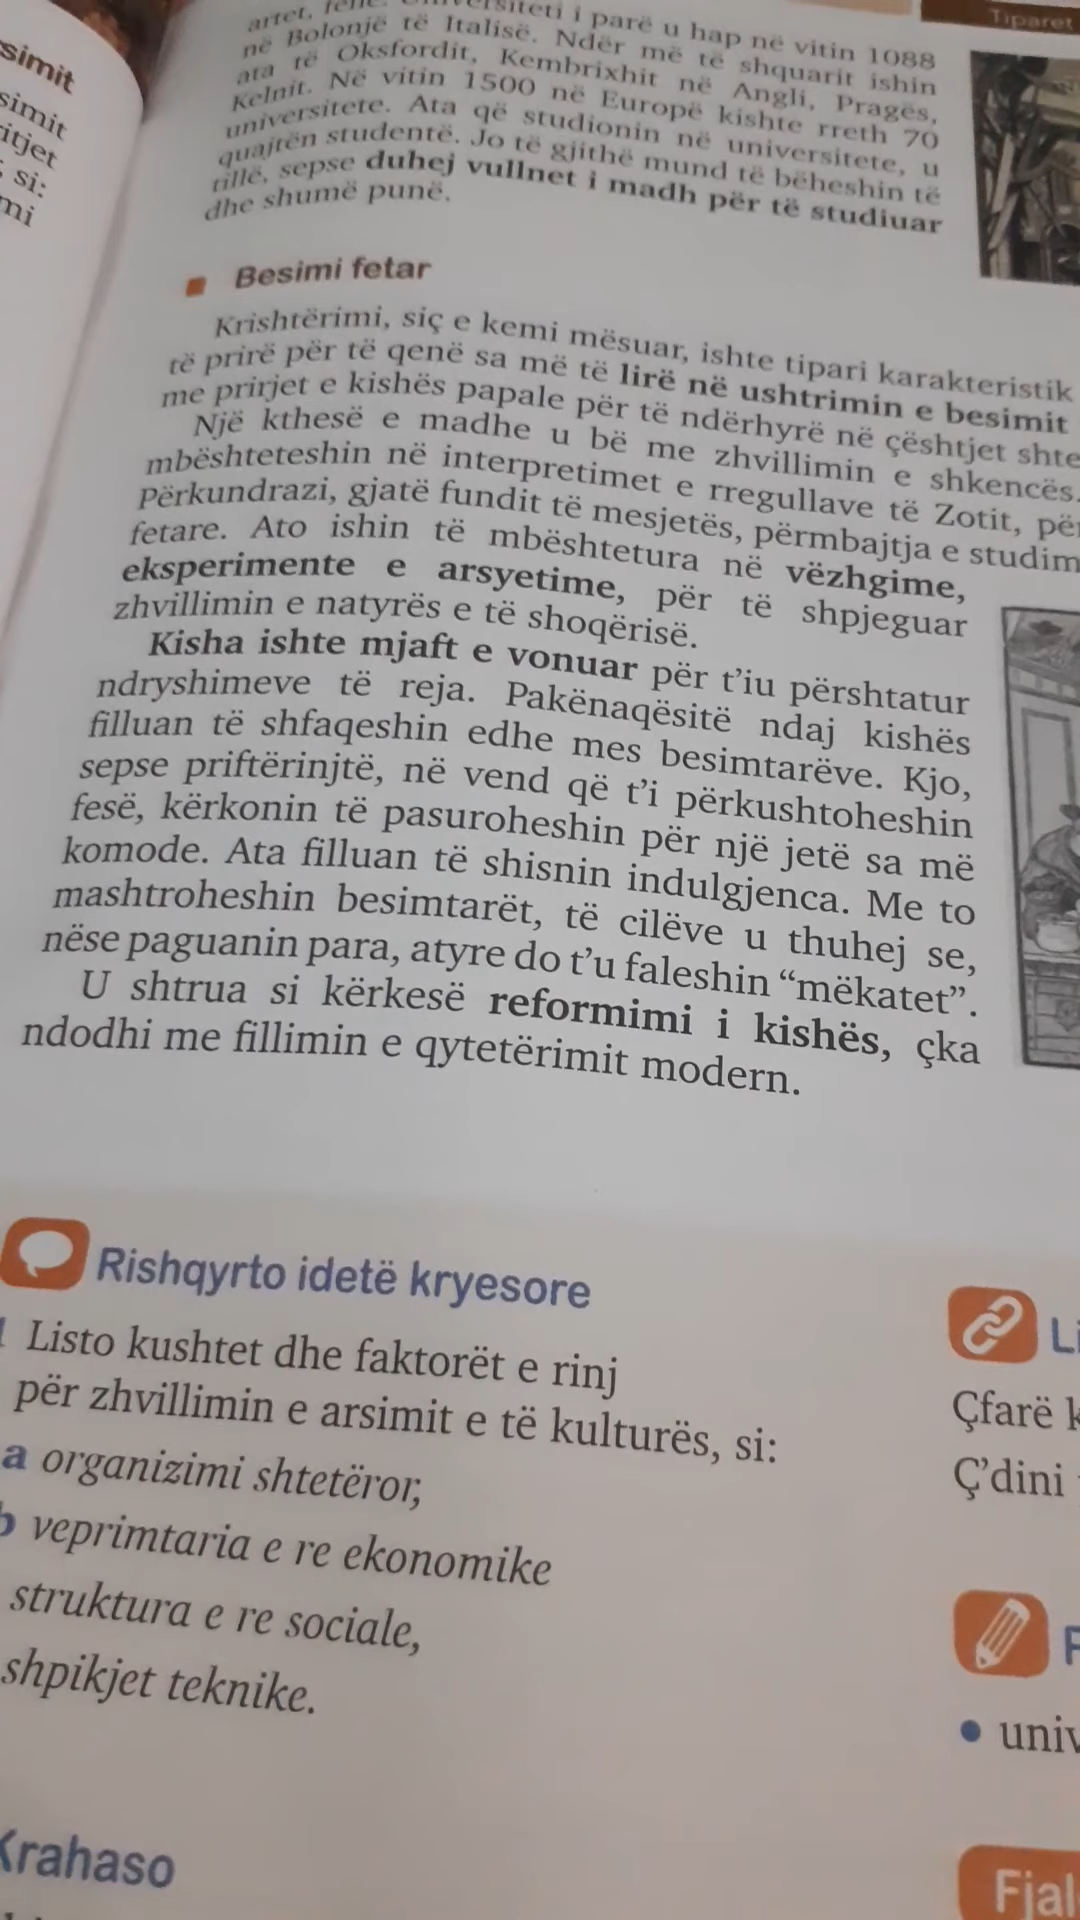 Tiparet
simit
simit
itjet
si:
mi
artet, Universiteti i parë u hap në vitin 1088
në Bolonjë të Italisë. Ndër më të shquarit ishin
ata të Oksfordit, Kembrixhit në Angli, Pragës,
Kelnit. Në vitin 1500 në Europë kishte rreth 70
universitete. Ata që studionin në universitete, u
quajtën studentë. Jo të gjithë mund të bëheshin të
tillë, sepse duhej vullnet i madh për të studiuar
dhe shumë punë.
Besimi fetar
Krishtërimi, siç e kemi mësuar, ishte tipari karakteristik
të prirë për të qenë sa më të lirë në ushtrimin e besimit
me prirjet e kishës papale për të ndërhyrë në çështjet shte
Një kthesë e madhe u bë me zhvillimin e shkencës.
mbështeteshin në interpretimet e rregullave të Zotit, për
Përkundrazi, gjatë fundit të mesjetës, përmbajtja e studim
fetare. Ato ishin të mbështetura në vëzhgime,
eksperimente e arsyetime, për të shpjeguar
zhvillimin e natyrës e të shoqërisë.
Kisha ishte mjaft e vonuar për t'iu përshtatur
ndryshimeve të reja. Pakënaqësitë ndaj kishës
filluan të shfaqeshin edhe mes besimtarëve. Kjo,
sepse priftërinjtë, në vend që t'i përkushtoheshin
fesë, kërkonin të pasuroheshin për një jetë sa më
komode. Ata filluan të shisnin indulgjenca. Me to
mashtroheshin besimtarët, të cilëve u thuhej se,
nëse paguanin para, atyre do t'u faleshin “mëkatet”.
U shtrua si kërkesë reformimi i kishës, çka
ndodhi me fillimin e qytetërimit modern.
Rishqyrto idetë kryesore
1 Listo kushtet dhe faktorët e rinj
për zhvillimin e arsimit e të kulturës, si:
a organizimi shtetëror,
b veprimtaria e re ekonomike
struktura e re sociale,
shpikjet teknike.
Krahaso
Li
Çfarë k
Ç'dini
P
• univ
Fjal